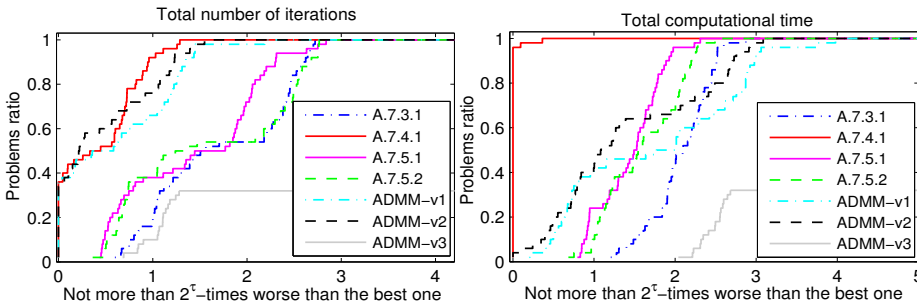 Total number of iterations
Problems ratio
1
0.8
0.6
0.4
0.2
0
A.7.3.1
A.7.4.1
A.7.5.1
A.7.5.2
ADMM-v1
ADMM-v2
ADMM-v3
0 1 2 3 4
Not more than 2^τ-times worse than the best one
Total computational time
Problems ratio
1
0.8
0.6
0.4
0.2
0
A.7.3.1
A.7.4.1
A.7.5.1
A.7.5.2
ADMM-v1
ADMM-v2
ADMM-v3
0 1 2 3 4 5
Not more than 2^τ-times worse than the best one